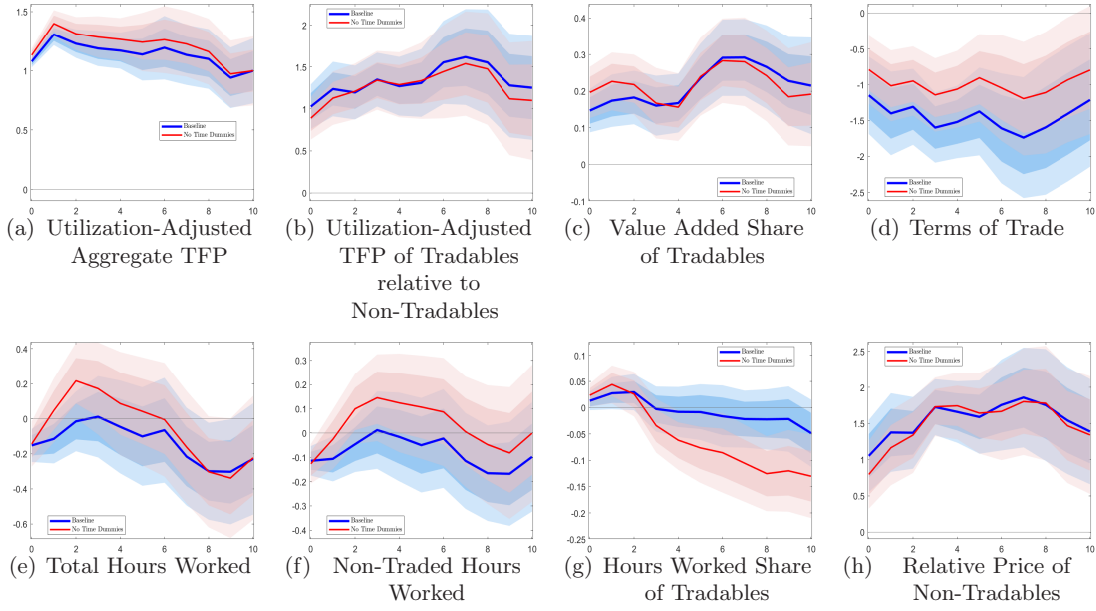 1.5
1
0.5
0
0 2 4 6 8 10
Baseline
No Time Dummies
(a) Utilization-Adjusted
Aggregate TFP
2
1.5
1
0.5
0
0 2 4 6 8 10
Baseline
No Time Dummies
(b) Utilization-Adjusted
TFP of Tradables
relative to
Non-Tradables
0.4
0.3
0.2
0.1
0
-0.1
0 2 4 6 8 10
Baseline
No Time Dummies
(c) Value Added Share
of Tradables
0
-0.5
-1
-1.5
-2
-2.5
0 2 4 6 8 10
Baseline
No Time Dummies
(d) Terms of Trade
0.4
0.2
0
-0.2
-0.4
-0.6
0 2 4 6 8 10
Baseline
No Time Dummies
(e) Total Hours Worked
0.3
0.2
0.1
0
-0.1
-0.2
-0.3
-0.4
0 2 4 6 8 10
Baseline
No Time Dummies
(f) Non-Traded Hours
Worked
0.1
0.05
0
-0.05
-0.1
-0.15
-0.2
-0.25
0 2 4 6 8 10
Baseline
No Time Dummies
(g) Hours Worked Share
of Tradables
2.5
2
1.5
1
0.5
0
0 2 4 6 8 10
Baseline
No Time Dummies
(h) Relative Price of
Non-Tradables